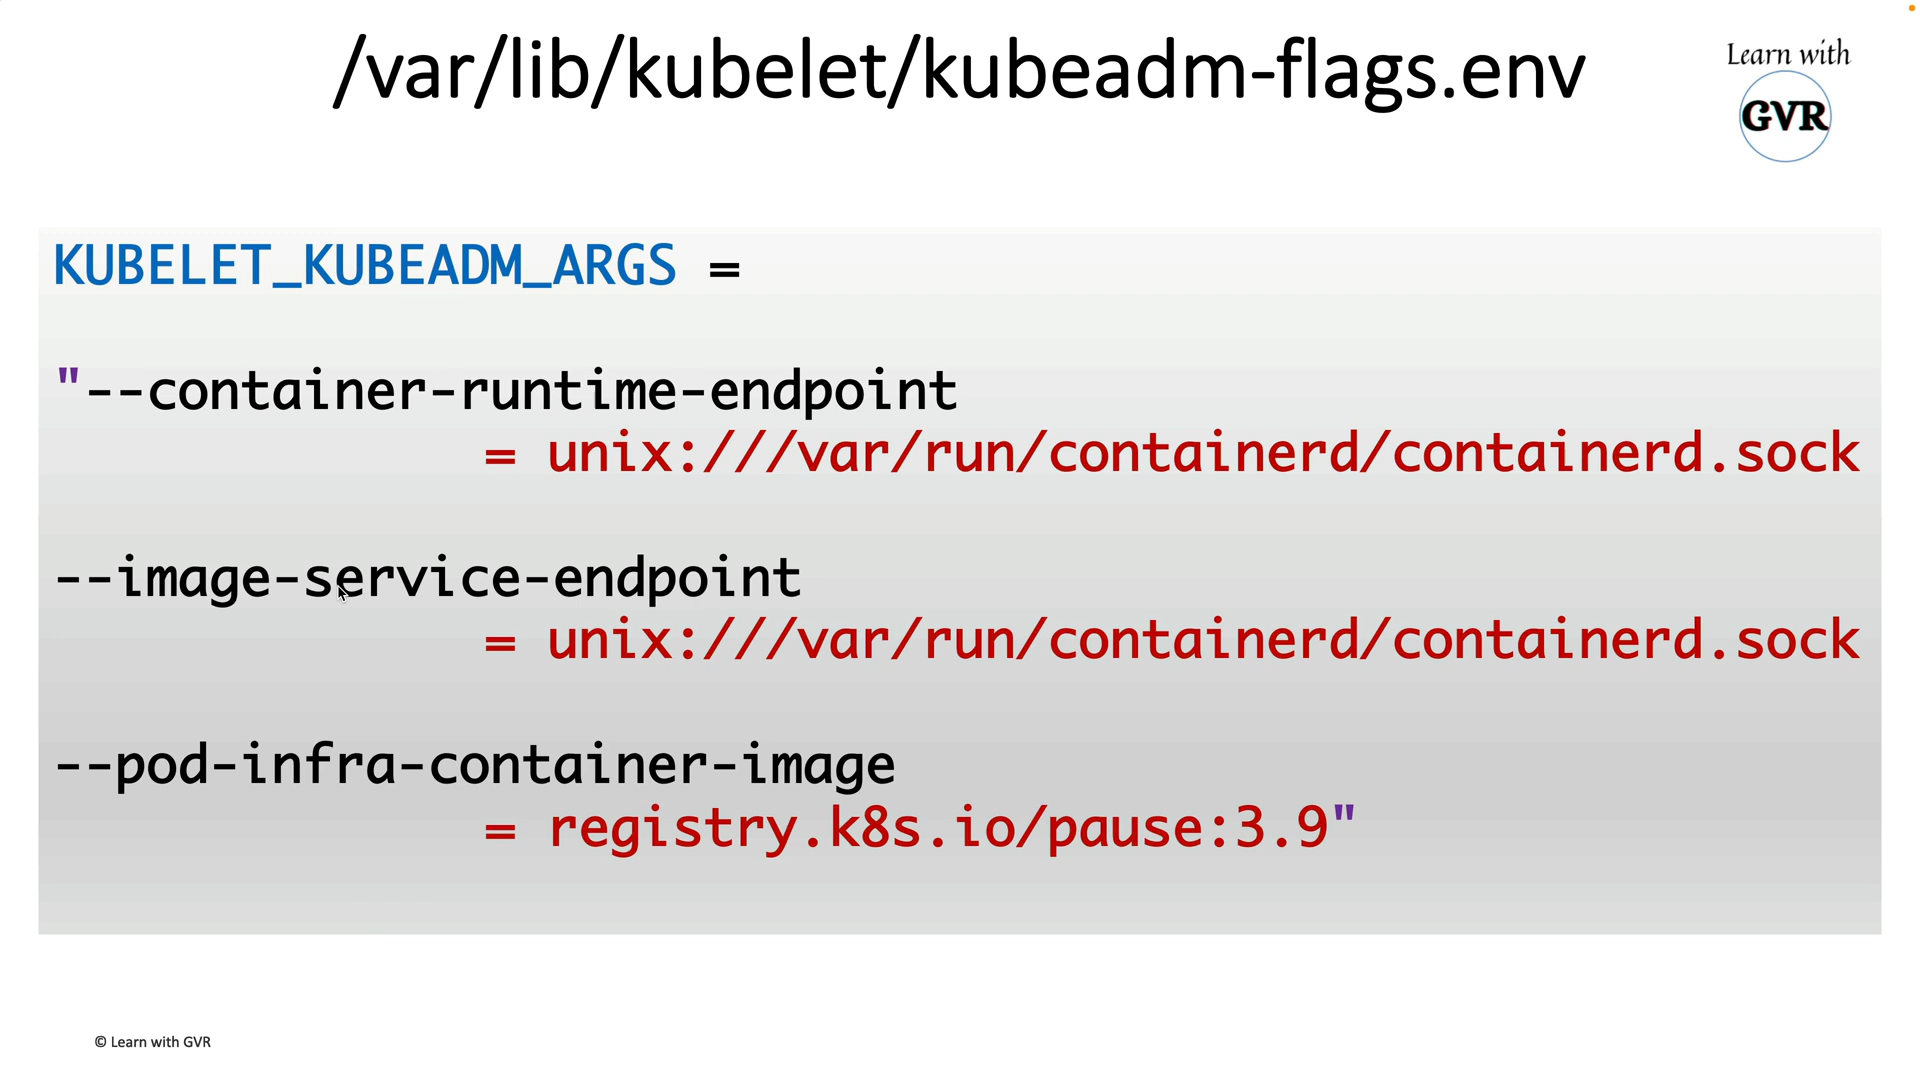 /var/lib/kubelet/kubeadm-flags.env
Learn with
GVR
KUBELET_KUBEADM_ARGS =
"--container-runtime-endpoint
= unix:///var/run/containerd/containerd.sock
--image-service-endpoint
= unix:///var/run/containerd/containerd.sock
--pod-infra-container-image
= registry.k8s.io/pause:3.9"
© Learn with GVR